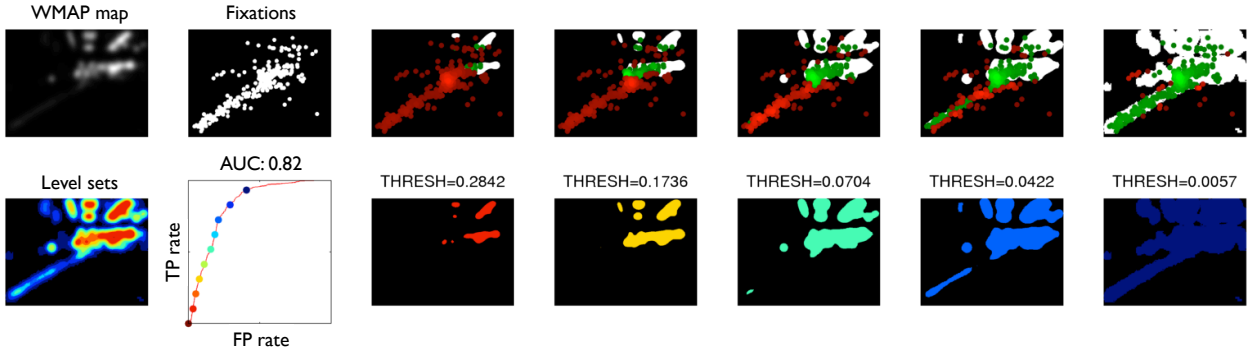 WMAP map
Fixations
Level sets
AUC: 0.82
TP rate
FP rate
THRESH=0.2842
THRESH=0.1736
THRESH=0.0704
THRESH=0.0422
THRESH=0.0057